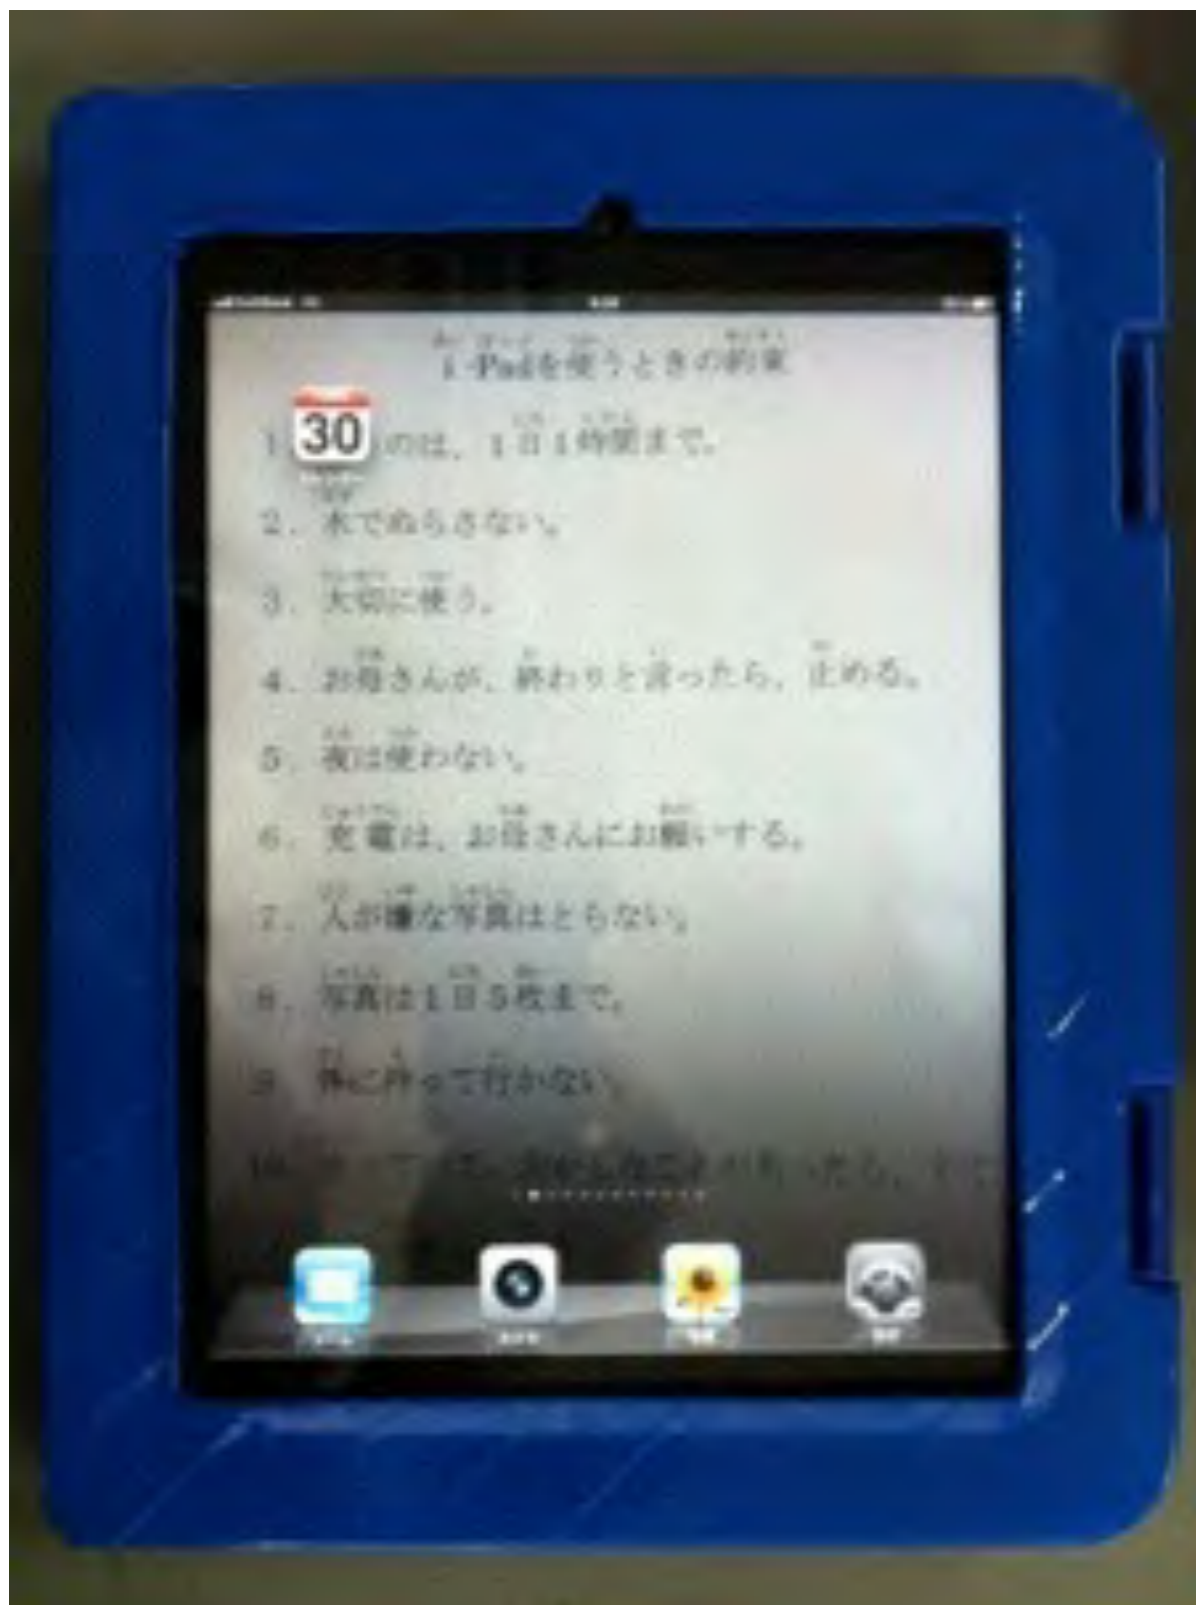 i-Padを使うときの約束
30
1 のは、1日1時間まで。
2. 水でぬらさない。
3. 大切に使う。
4. お母さんが、終わりと言ったら、止める。
5. 夜は使わない。
6. 充電は、お母さんにお願いする。
7. 人が嫌な写真はとらない。
8. 写真は1日5枚まで。
9. 外に持って行かない。
10.